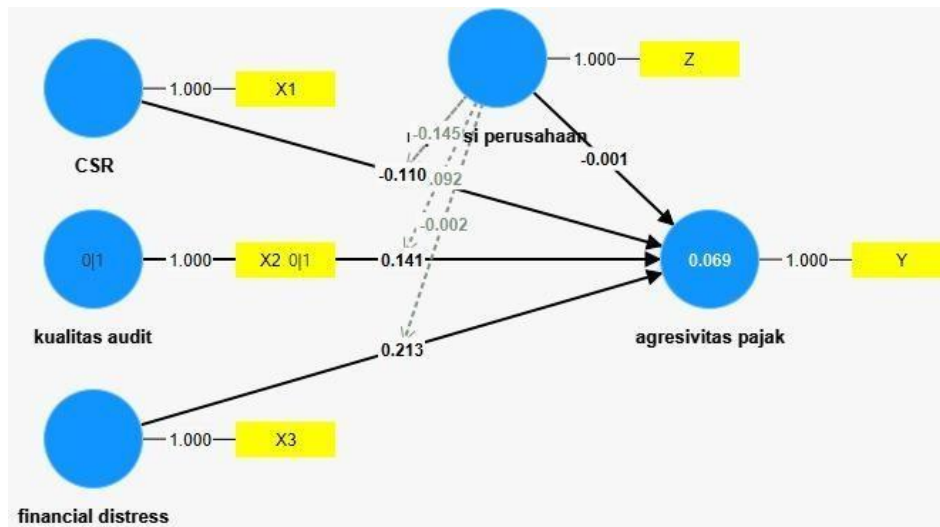 1.000
X1
CSR
1.000
Z
si perusahaan
-0.145
-0.001
-0.110
.092
-0.002
0|1
1.000
X2 0|1
0.141
0.069
1.000
Y
kualitas audit
agresivitas pajak
0.213
1.000
X3
financial distress